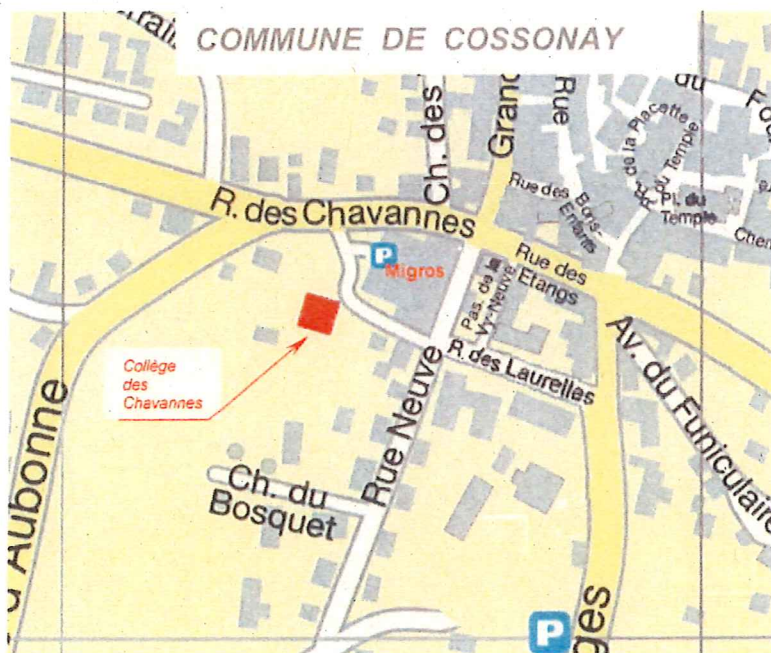 COMMUNE DE COSSONAY
Ch. des
Grand
Rue
du
de la Placette
R. du Temple
Pl. du
Temple
Rue des
Bons-
Enfants
R. des Chavannes
P
Migros
Rue des
Etangs
Pas. de la
Vy-Neuve
Collège
des
Chavannes
R. des Laurelles
Av. du Funiculaire
Rue Neuve
Ch. du
Bosquet
d'Aubonne
P
ges